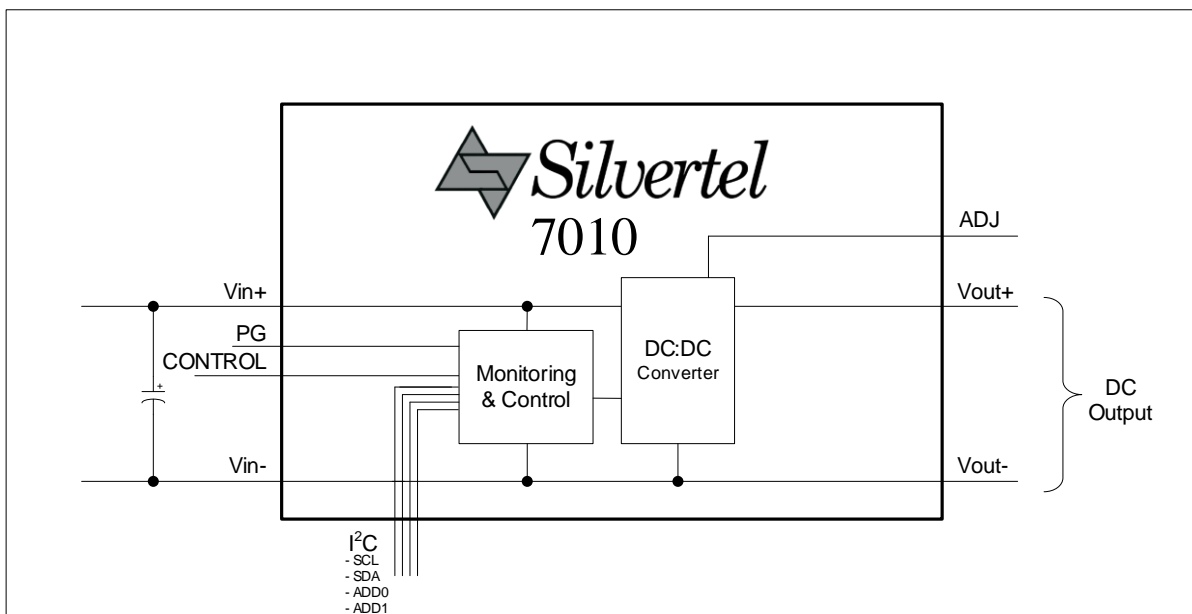 Silvertel
7010
ADJ
Vin+
Vout+
PG
CONTROL
+
Monitoring
& Control
DC:DC
Converter
DC
Output
Vin-
Vout-
I²C
- SCL
- SDA
- ADD0
- ADD1